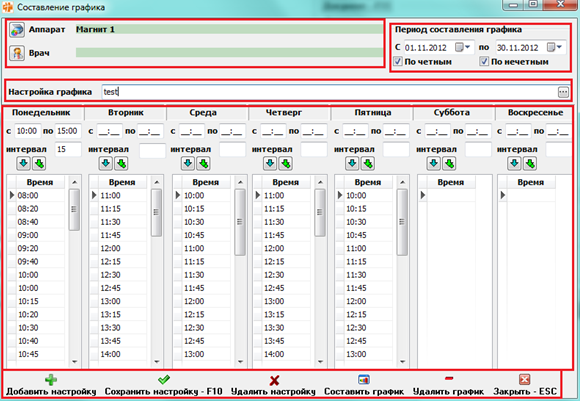 Составление графика
Аппарат Магнит 1
Врач
Период составления графика
С 01.11.2012 по 30.11.2012
По четным По нечетным
Настройка графика test ...
Понедельник Вторник Среда Четверг Пятница Суббота Воскресенье
с 10:00 по 15:00 с __:__ по __:__ с __:__ по __:__ с __:__ по __:__ с __:__ по __:__ с __:__ по __:__ с __:__ по __:__
интервал 15 интервал интервал интервал интервал интервал интервал
Время Время Время Время Время Время Время
08:00 11:00 10:00 11:00 10:00
08:20 11:15 10:15 11:15 10:15
08:40 11:30 10:30 11:30 10:30
09:00 11:45 10:45 11:45 10:45
09:20 12:00 11:00 12:00 11:00
09:40 12:15 11:15 12:15 11:15
10:00 12:30 11:30 12:30 11:30
10:00 12:45 11:45 12:45 11:45
10:15 13:00 12:00 13:00 12:00
10:20 13:15 12:15 13:15 12:15
10:30 13:30 12:30 13:30 12:30
10:40 13:45 12:45 13:45 12:45
10:45 14:00 13:00 14:00 13:00
Добавить настройку Сохранить настройку - F10 Удалить настройку Составить график Удалить график Закрыть - ESC